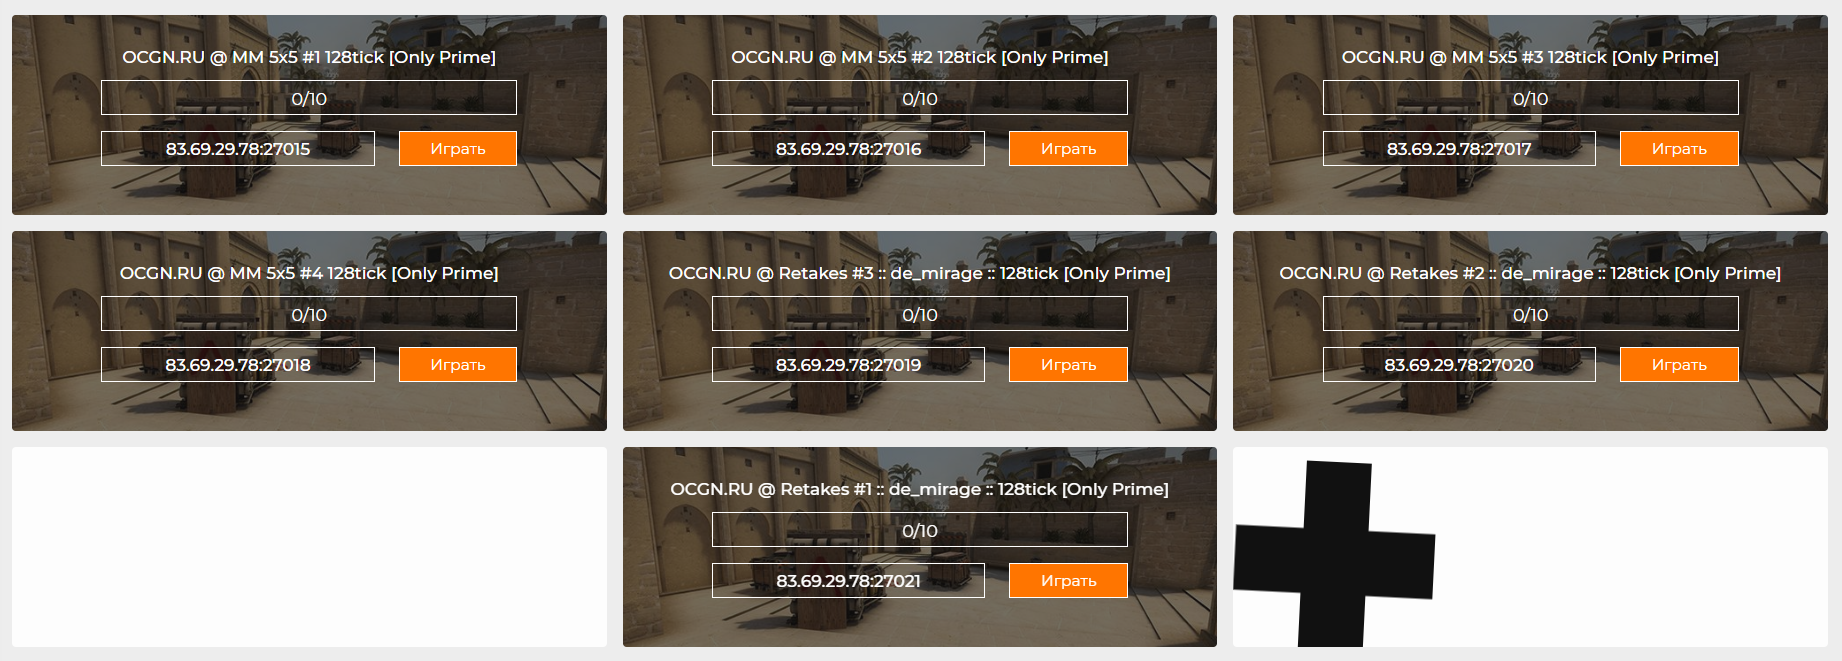 OCGN.RU @ MM 5x5 #1 128tick [Only Prime]
0/10
83.69.29.78:27015
Играть
OCGN.RU @ MM 5x5 #2 128tick [Only Prime]
0/10
83.69.29.78:27016
Играть
OCGN.RU @ MM 5x5 #3 128tick [Only Prime]
0/10
83.69.29.78:27017
Играть
OCGN.RU @ MM 5x5 #4 128tick [Only Prime]
0/10
83.69.29.78:27018
Играть
OCGN.RU @ Retakes #3 :: de_mirage :: 128tick [Only Prime]
0/10
83.69.29.78:27019
Играть
OCGN.RU @ Retakes #2 :: de_mirage :: 128tick [Only Prime]
0/10
83.69.29.78:27020
Играть
OCGN.RU @ Retakes #1 :: de_mirage :: 128tick [Only Prime]
0/10
83.69.29.78:27021
Играть